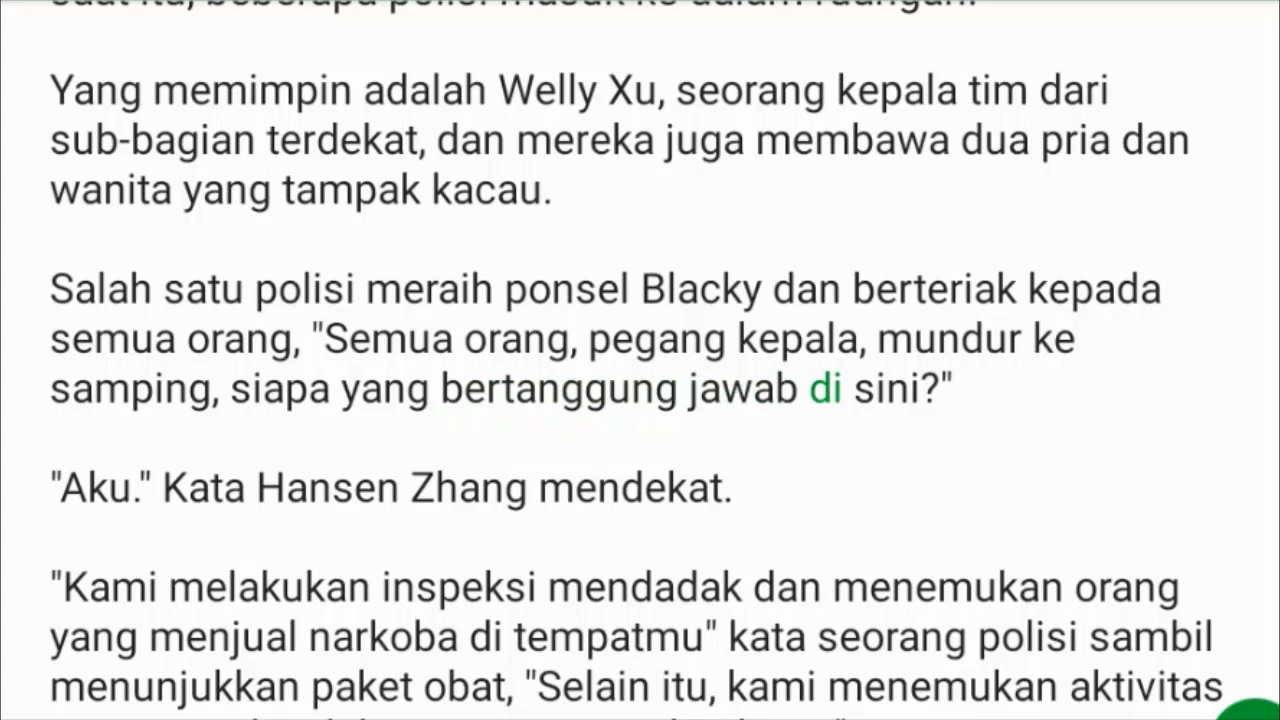 Yang memimpin adalah Welly Xu, seorang kepala tim dari
sub-bagian terdekat, dan mereka juga membawa dua pria dan
wanita yang tampak kacau.
Salah satu polisi meraih ponsel Blacky dan berteriak kepada
semua orang, "Semua orang, pegang kepala, mundur ke
samping, siapa yang bertanggung jawab di sini?"
"Aku." Kata Hansen Zhang mendekat.
"Kami melakukan inspeksi mendadak dan menemukan orang
yang menjual narkoba di tempatmu" kata seorang polisi sambil
menunjukkan paket obat, "Selain itu, kami menemukan aktivitas